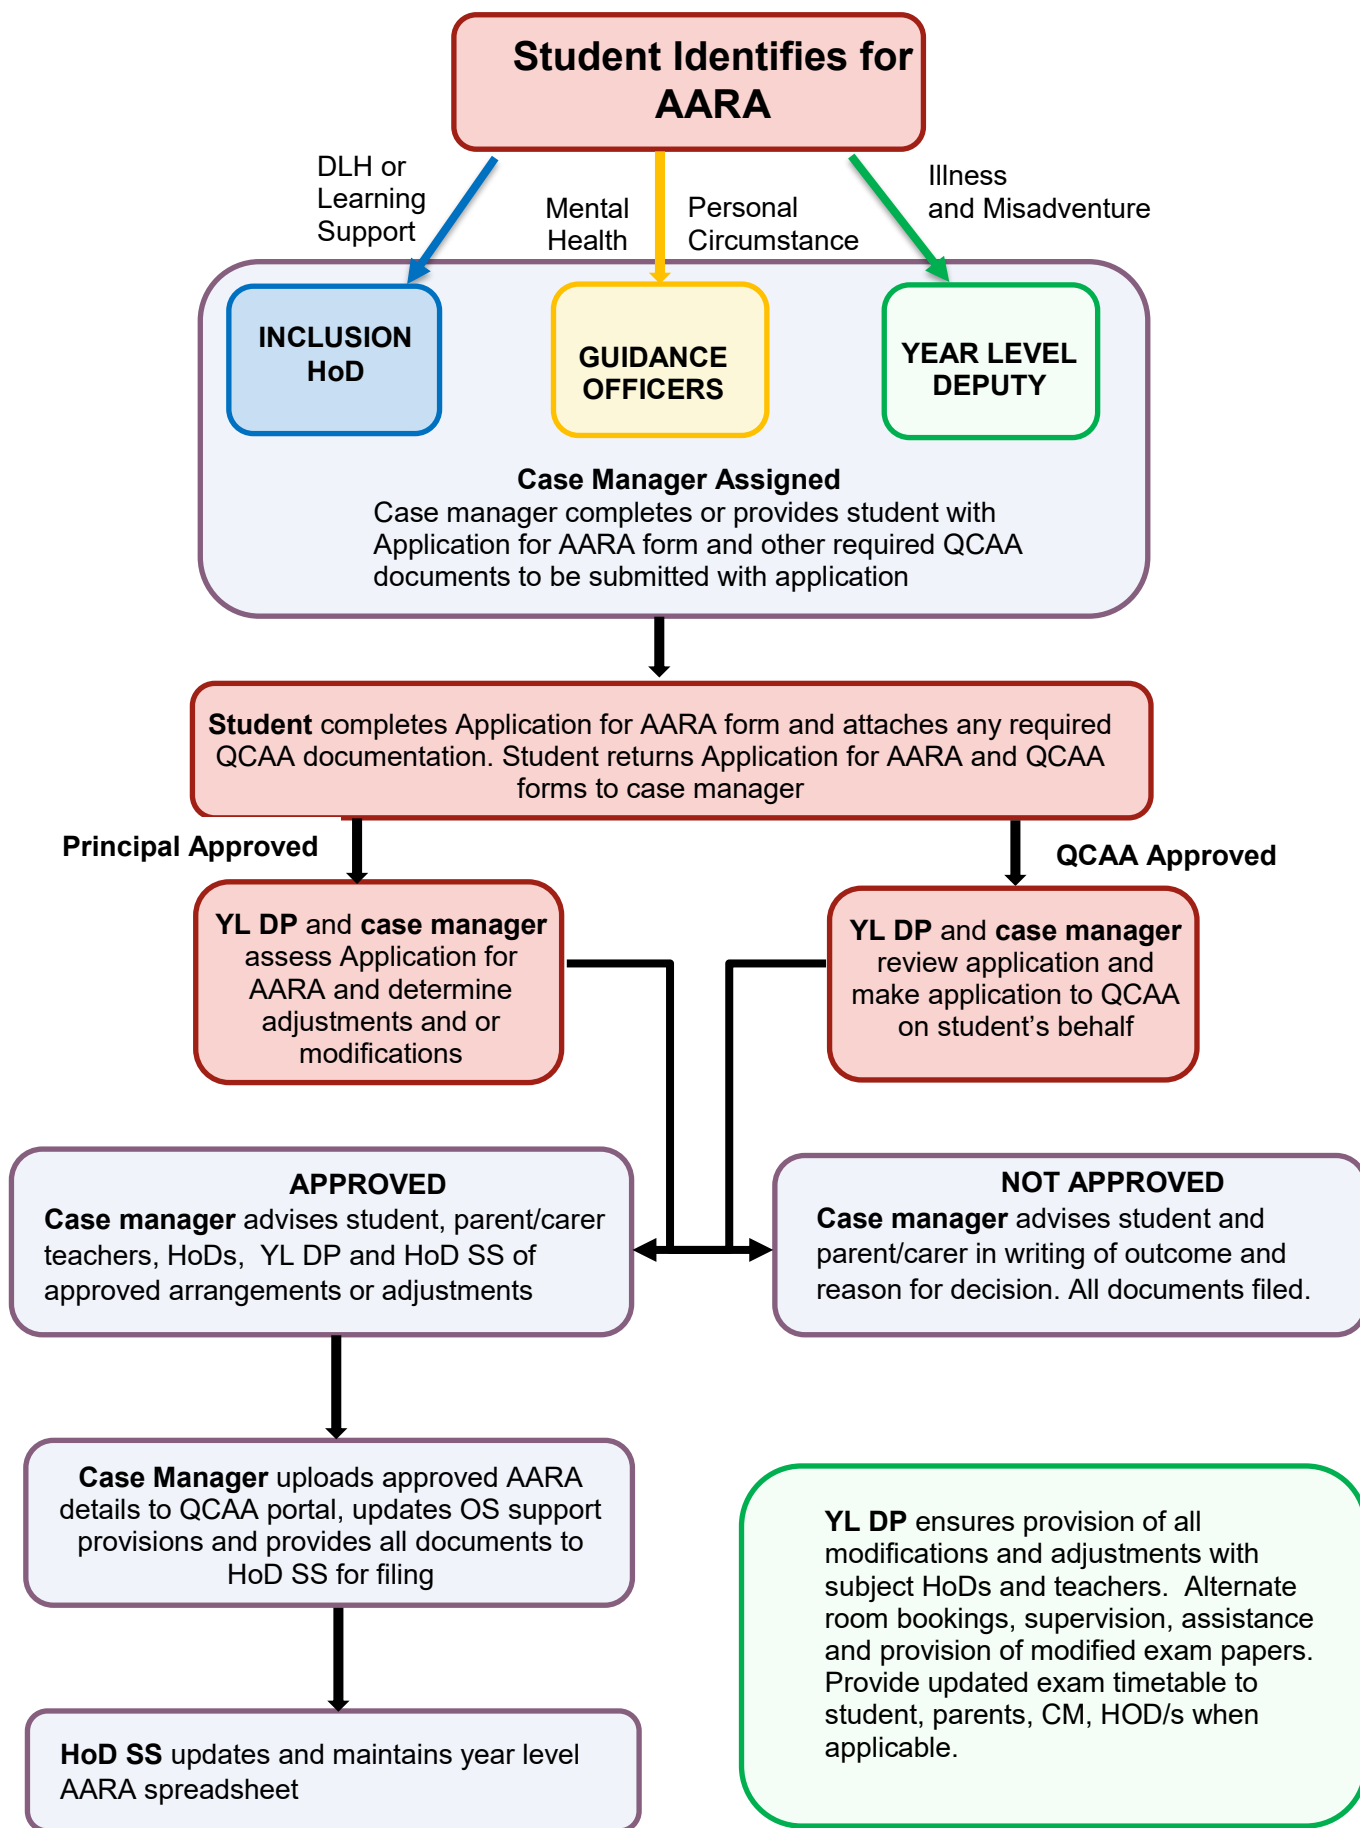 Student Identifies for
AARA
DLH or
Learning
Support
Mental
Health
Personal
Circumstance
Illness
and Misadventure
INCLUSION
HoD
GUIDANCE
OFFICERS
YEAR LEVEL
DEPUTY
Case Manager Assigned
Case manager completes or provides student with
Application for AARA form and other required QCAA
documents to be submitted with application
Student completes Application for AARA form and attaches any required
QCAA documentation. Student returns Application for AARA and QCAA
forms to case manager
Principal Approved
QCAA Approved
YL DP and case manager
assess Application for
AARA and determine
adjustments and or
modifications
YL DP and case manager
review application and
make application to QCAA
on student’s behalf
APPROVED
Case manager advises student, parent/carer
teachers, HoDs,  YL DP and HoD SS of
approved arrangements or adjustments
NOT APPROVED
Case manager advises student and
parent/carer in writing of outcome and
reason for decision. All documents filed.
Case Manager uploads approved AARA
details to QCAA portal, updates OS support
provisions and provides all documents to
HoD SS for filing
YL DP ensures provision of all
modifications and adjustments with
subject HoDs and teachers.  Alternate
room bookings, supervision, assistance
and provision of modified exam papers.
Provide updated exam timetable to
student, parents, CM, HOD/s when
applicable.
HoD SS updates and maintains year level
AARA spreadsheet